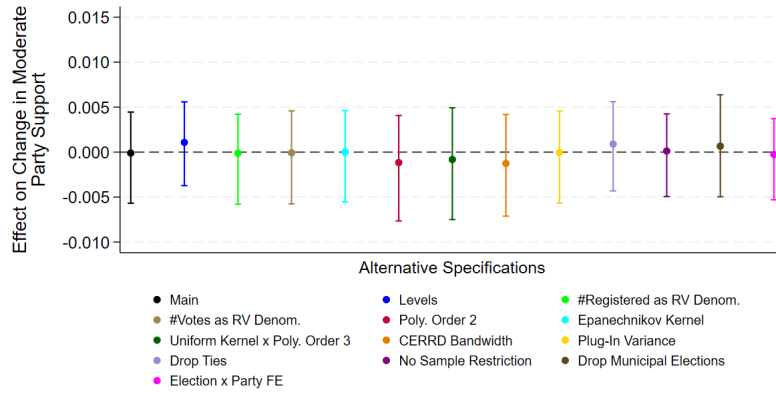 Effect on Change in Moderate
Party Support
0.015
0.010
0.005
0.000
-0.005
-0.010
Alternative Specifications
Main
Levels
#Registered as RV Denom.
#Votes as RV Denom.
Poly. Order 2
Epanechnikov Kernel
Uniform Kernel x Poly. Order 3
CERRD Bandwidth
Plug-In Variance
Drop Ties
No Sample Restriction
Drop Municipal Elections
Election x Party FE